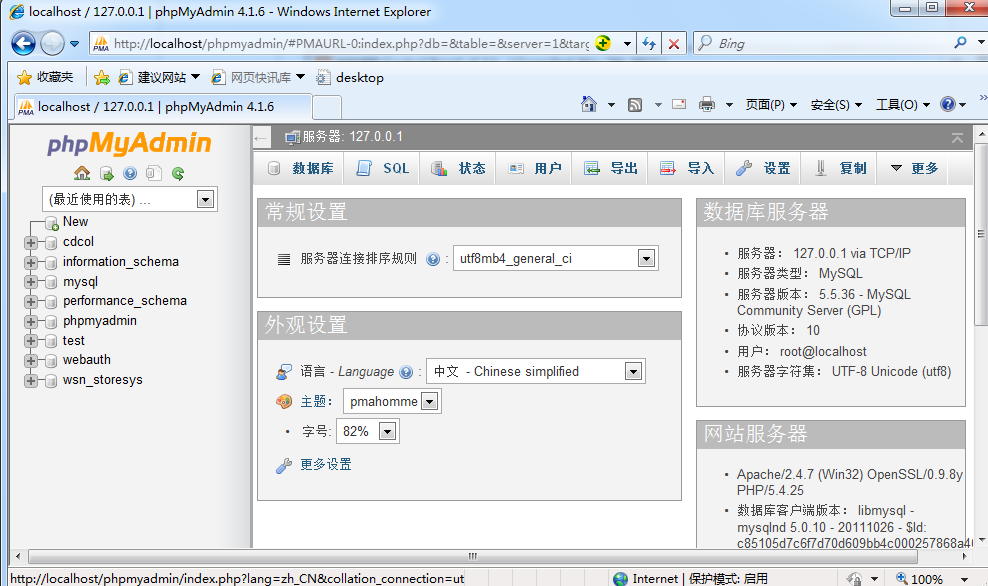 localhost / 127.0.0.1 | phpMyAdmin 4.1.6 - Windows Internet Explorer
http://localhost/phpmyadmin/#PMAURL-0:index.php?db=&table=&server=1&targ
Bing
收藏夹
建议网站
网页快讯库
desktop
localhost / 127.0.0.1 | phpMyAdmin 4.1.6
页面(P)
安全(S)
工具(O)
phpMyAdmin
(最近使用的表) ...
New
cdcol
information_schema
mysql
performance_schema
phpmyadmin
test
webauth
wsn_storesys
服务器: 127.0.0.1
数据库
SQL
状态
用户
导出
导入
设置
复制
更多
常规设置
服务器连接排序规则 :
utf8mb4_general_ci
外观设置
语言 - Language :
中文 - Chinese simplified
主题:
pmahomme
字号:
82%
更多设置
数据库服务器
服务器: 127.0.0.1 via TCP/IP
服务器类型: MySQL
服务器版本: 5.5.36 - MySQL
Community Server (GPL)
协议版本: 10
用户: root@localhost
服务器字符集: UTF-8 Unicode (utf8)
网站服务器
Apache/2.4.7 (Win32) OpenSSL/0.9.8y
PHP/5.4.25
数据库客户端版本: libmysql -
mysqlnd 5.0.10 - 20111026 - $Id:
c85105d7c6f7d70d609bb4c000257868a40
http://localhost/phpmyadmin/index.php?lang=zh_CN&collation_connection=ut
Internet | 保护模式: 启用
100%